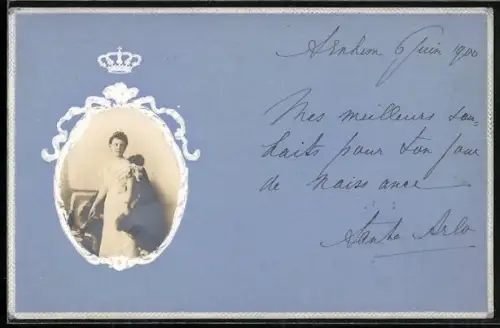 Arnhem 6 juin 1900
Mes meilleurs sou=
haits pour ton jour
de naissance